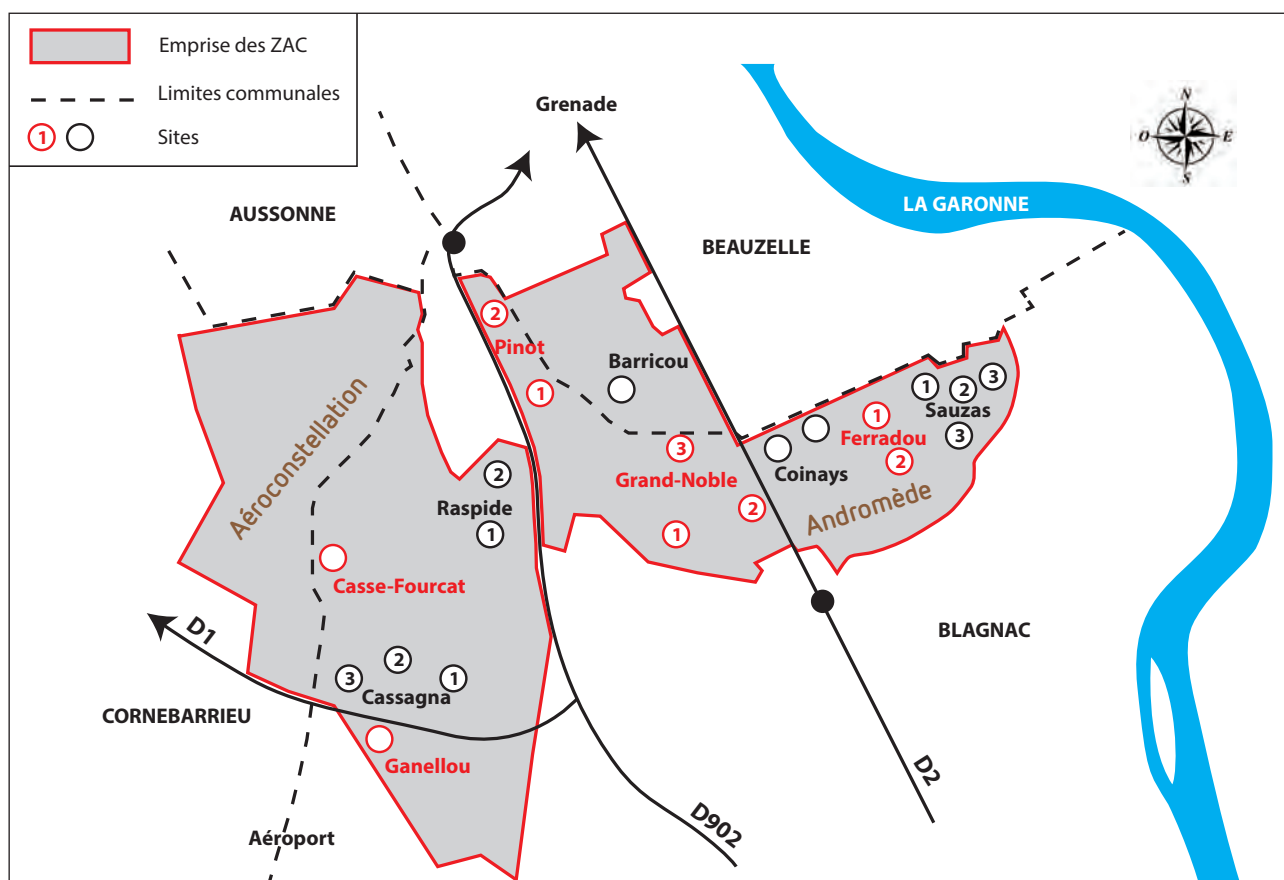 Emprise des ZAC
Limites communales
1
Sites
Grenade
N
O
E
S
AUSSONNE
LA GARONNE
BEAUZELLE
2
Pinot
Barricou
1
1
2
3
Sauzas
3
1
Ferradou
2
Coinays
3
Grand-Noble
2
1
Andromède
Aéroconstellation
2
Raspide
1
Casse-Fourcat
D1
BLAGNAC
2
3
1
Cassagna
CORNEBARRIEU
Ganellou
D2
D902
Aéroport